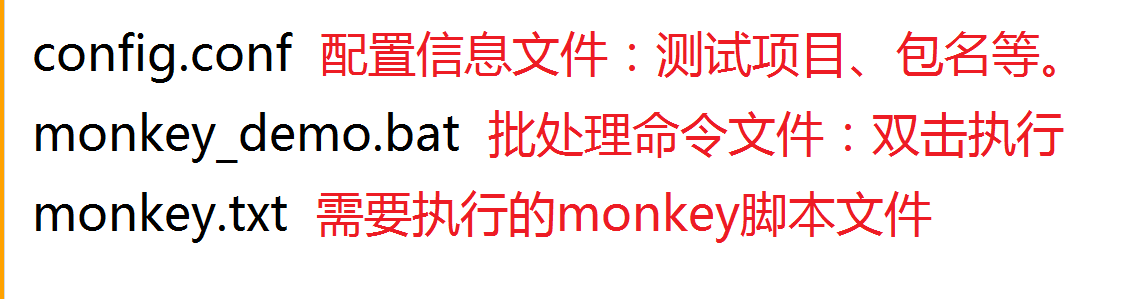 config.conf 配置信息文件：测试项目、包名等。
monkey_demo.bat 批处理命令文件：双击执行
monkey.txt 需要执行的monkey脚本文件